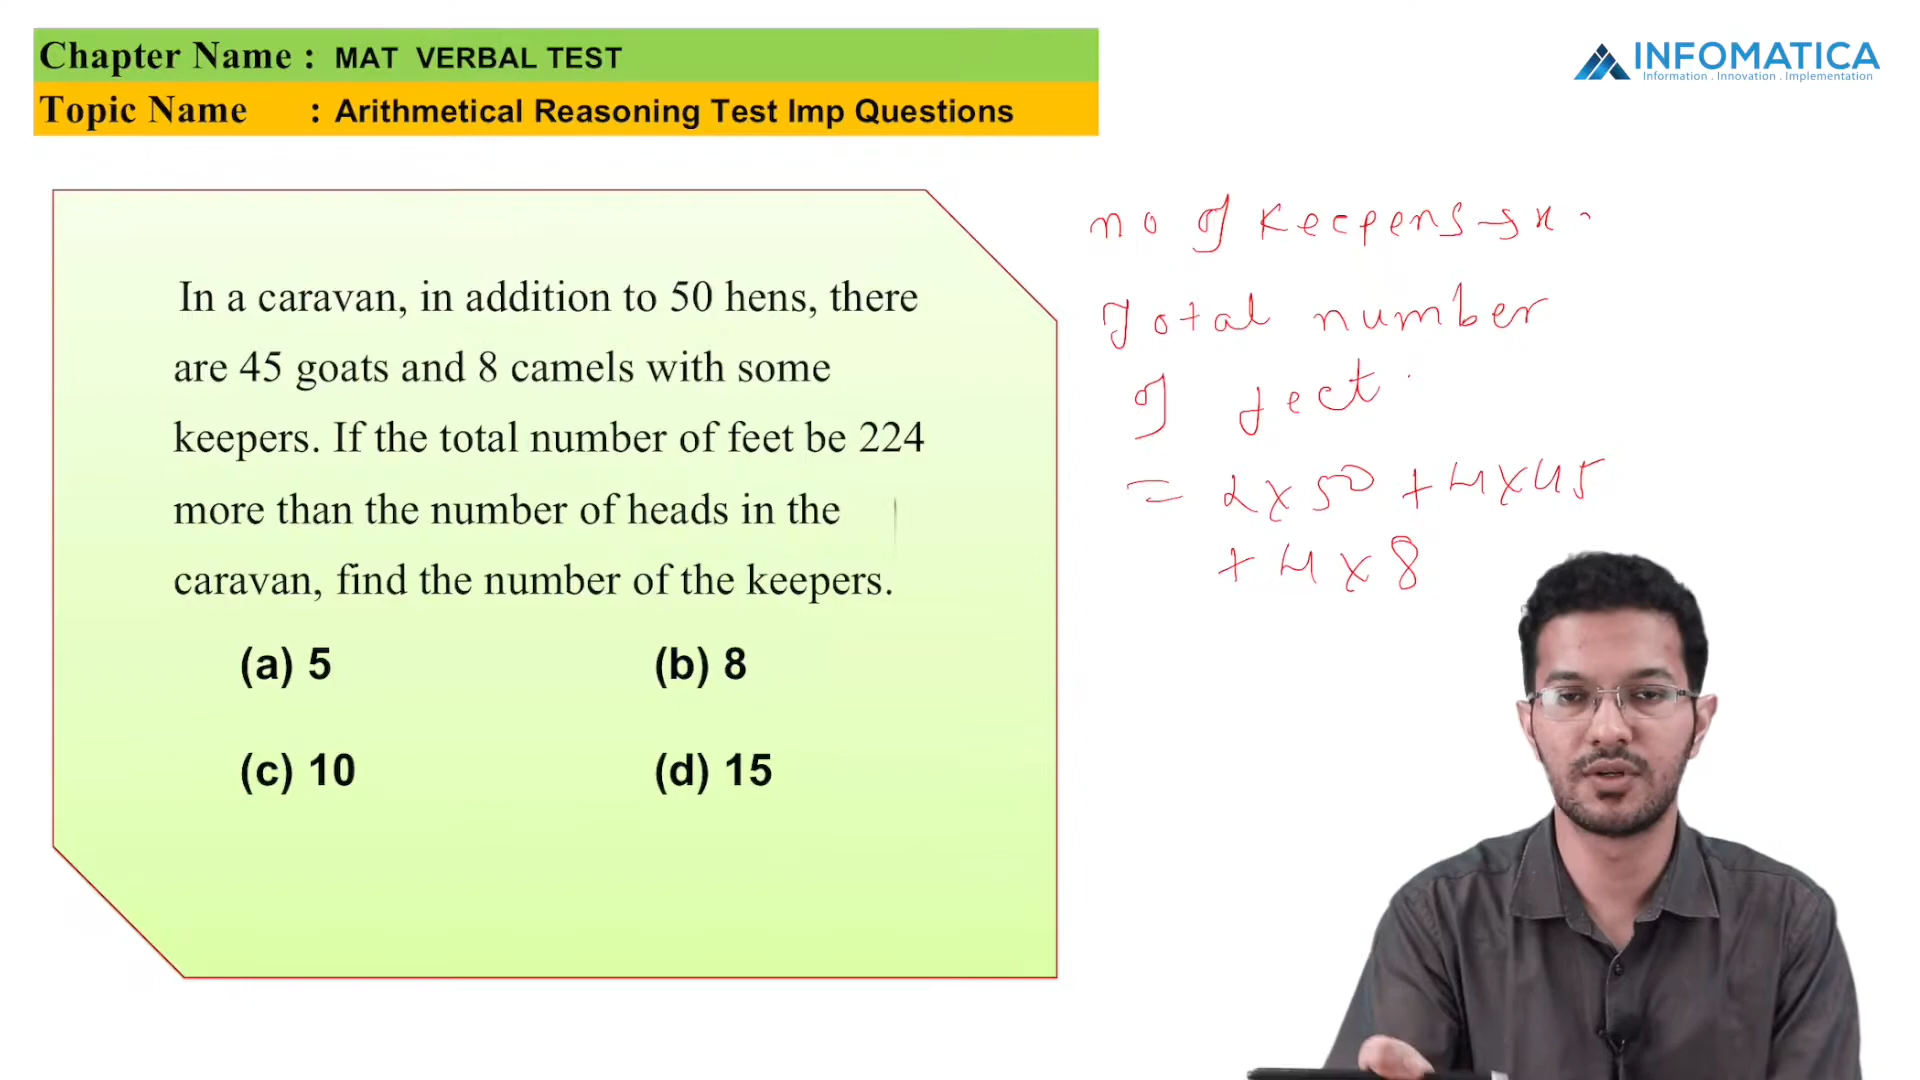 Chapter Name : MAT VERBAL TEST
Topic Name : Arithmetical Reasoning Test Imp Questions
INFOMATICA
Information . Innovation . Implementation
In a caravan, in addition to 50 hens, there
are 45 goats and 8 camels with some
keepers. If the total number of feet be 224
more than the number of heads in the
caravan, find the number of the keepers.
(a) 5 (b) 8
(c) 10 (d) 15
no of keepers → x
Total number
of feet
= 2×50 + 4×45
+ 4×8